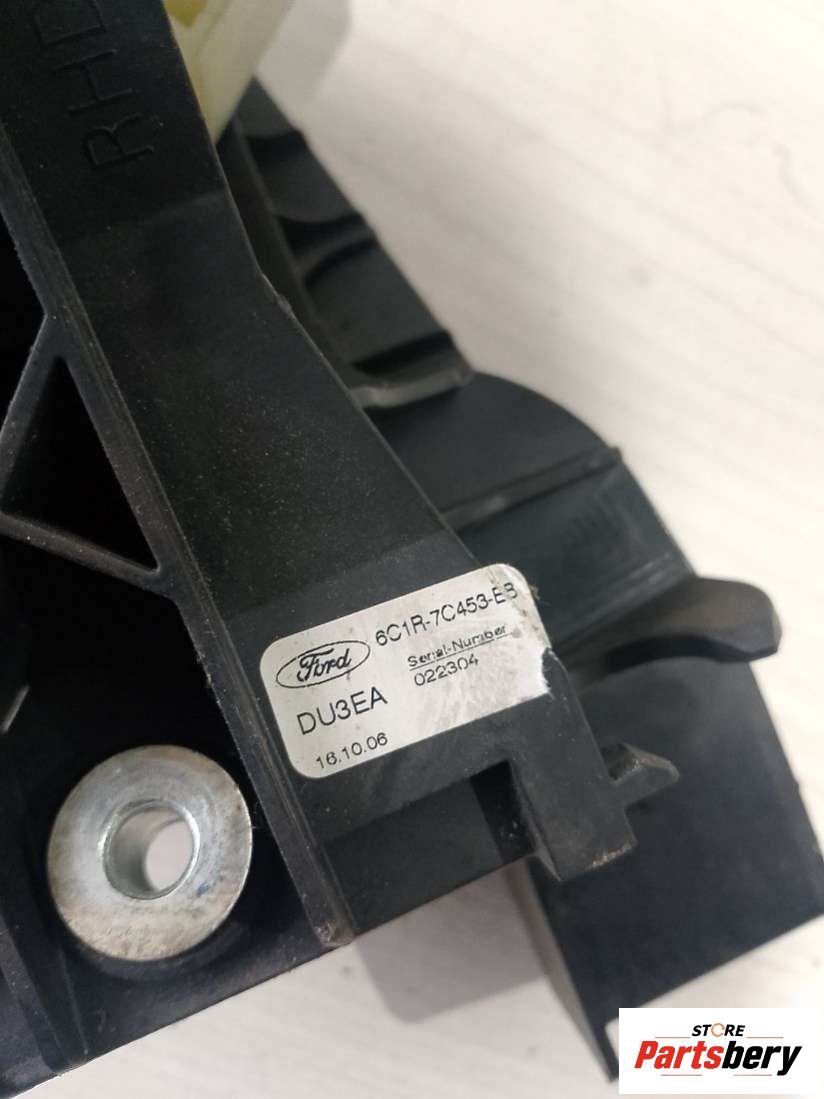 RHD
Ford
6C1R-7C453-EB
Serial-Number
022304
DU3EA
16.10.06
STORE
Partsbery